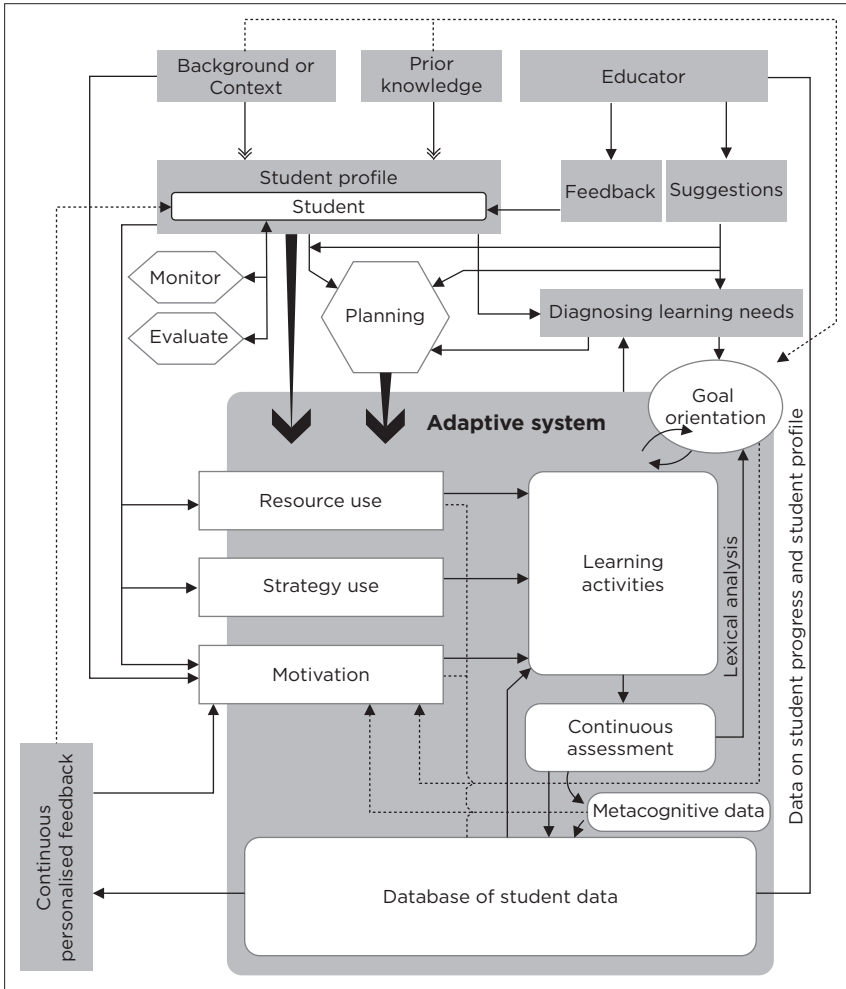 Background or
Context
Prior
knowledge
Educator
Student profile
Student
Feedback
Suggestions
Monitor
Evaluate
Planning
Diagnosing learning needs
Goal
orientation
Adaptive system
Resource use
Strategy use
Motivation
Learning
activities
Lexical analysis
Data on student progress and student profile
Continuous
assessment
Metacognitive data
Continuous
personalised feedback
Database of student data